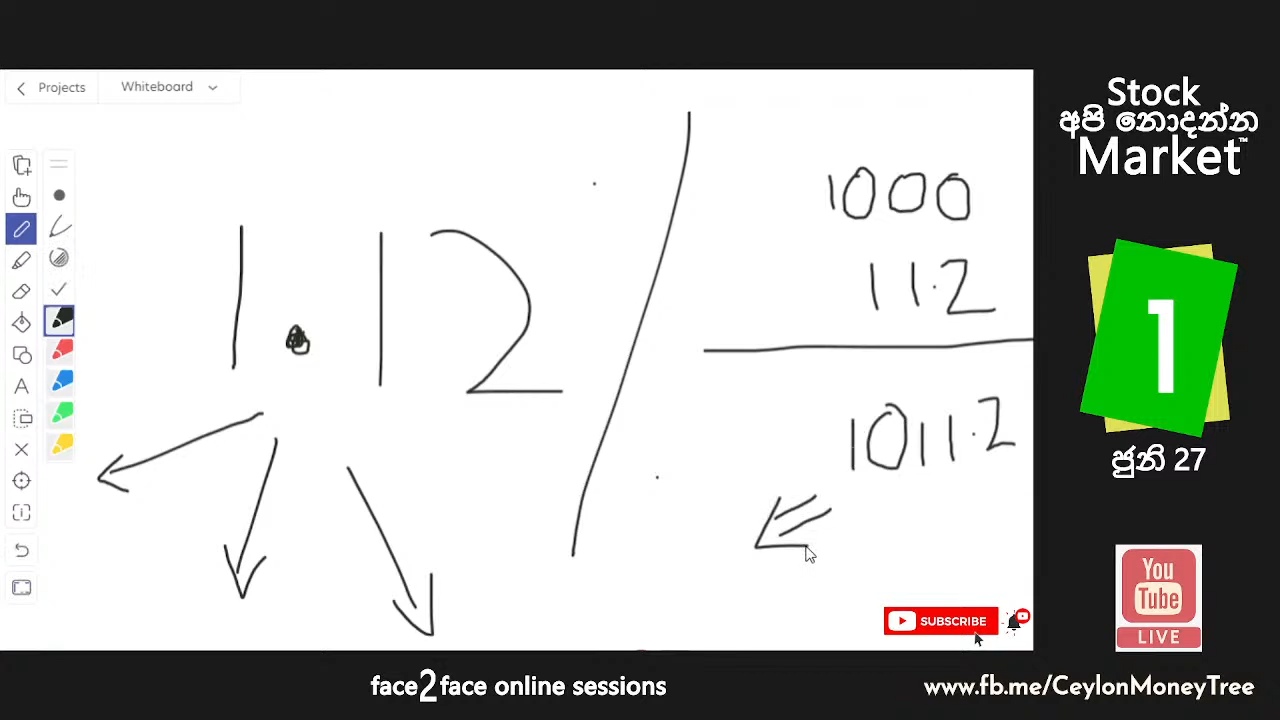 Projects
Whiteboard
1.12
1000
11.2
1011.2
A
SUBSCRIBE
Stock
අපි නොදන්න
Market™
1
ජූනි 27
You
Tube
LIVE
face2face online sessions
www.fb.me/CeylonMoneyTree